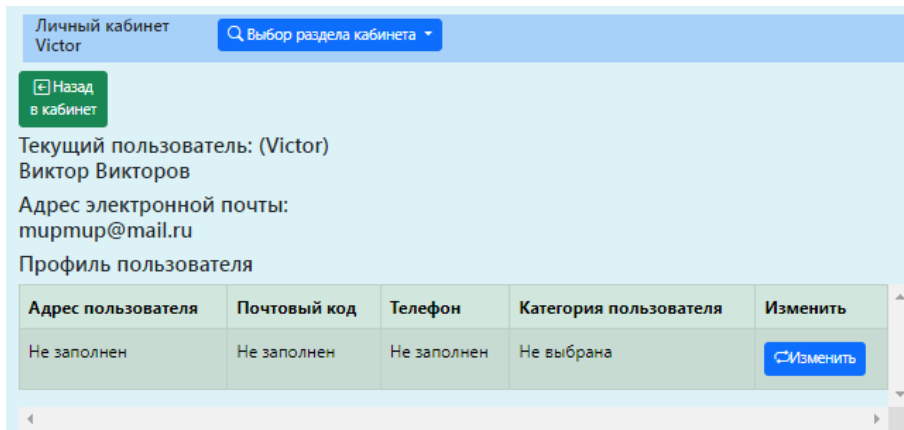 Личный кабинет
Victor
Выбор раздела кабинета
Назад
в кабинет
Текущий пользователь: (Victor)
Виктор Викторов
Адрес электронной почты:
mupmup@mail.ru
Профиль пользователя
Адрес пользователя Почтовый код Телефон Категория пользователя Изменить
Не заполнен Не заполнен Не заполнен Не выбрана Изменить